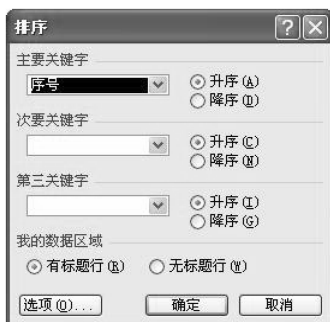 排序
主要关键字
序号
升序(A)
降序(D)
次要关键字
升序(C)
降序(N)
第三关键字
升序(I)
降序(G)
我的数据区域
有标题行(R) 无标题行(W)
选项(O)... 确定 取消